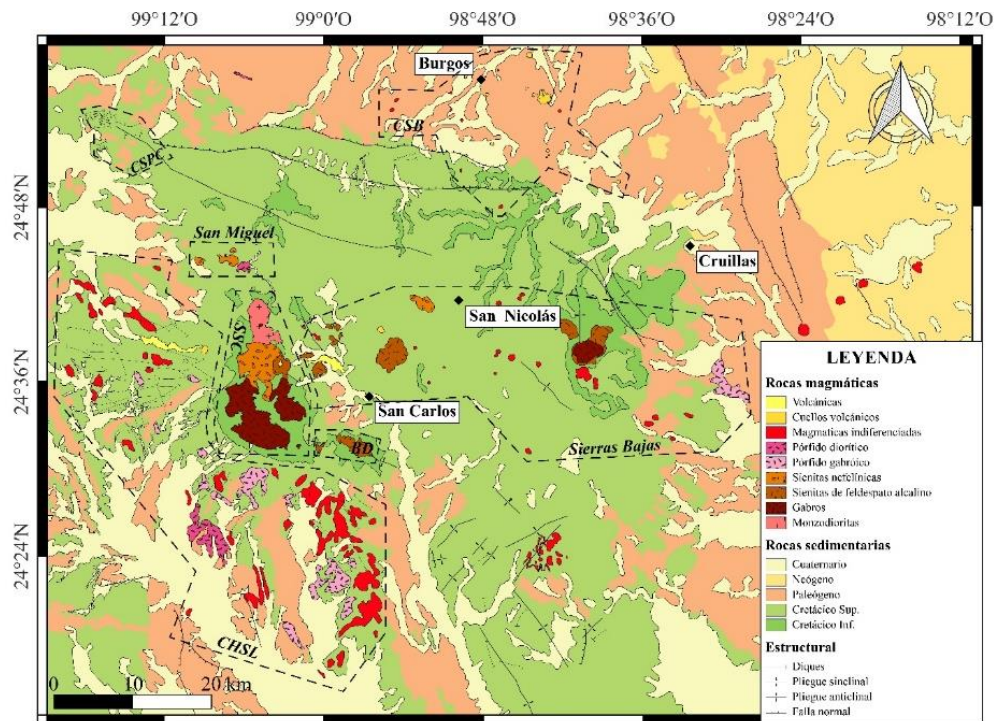 99°12'O 99°0'O 98°48'O 98°36'O 98°24'O 98°12'O
Burgos
CSB
CSPC
24°48'N
San Miguel
Cruillas
San Nicolás
SSC
24°36'N
San Carlos
BD
Sierras Bajas
24°24'N
CHSL
0 10 20 km
LEYENDA
Rocas magmáticas
Volcánicas
Cuellos volcánicos
Magmaticas indiferenciadas
Pórfido diorítico
Pórfido gabróico
Sienitas nefelínicas
Sienitas de feldespato alcalino
Gabros
Monzodioritas
Rocas sedimentarias
Cuaternario
Neógeno
Paleógeno
Cretácico Sup.
Cretácico Inf.
Estructural
Diques
Pliegue sinclinal
Pliegue anticlinal
Falla normal